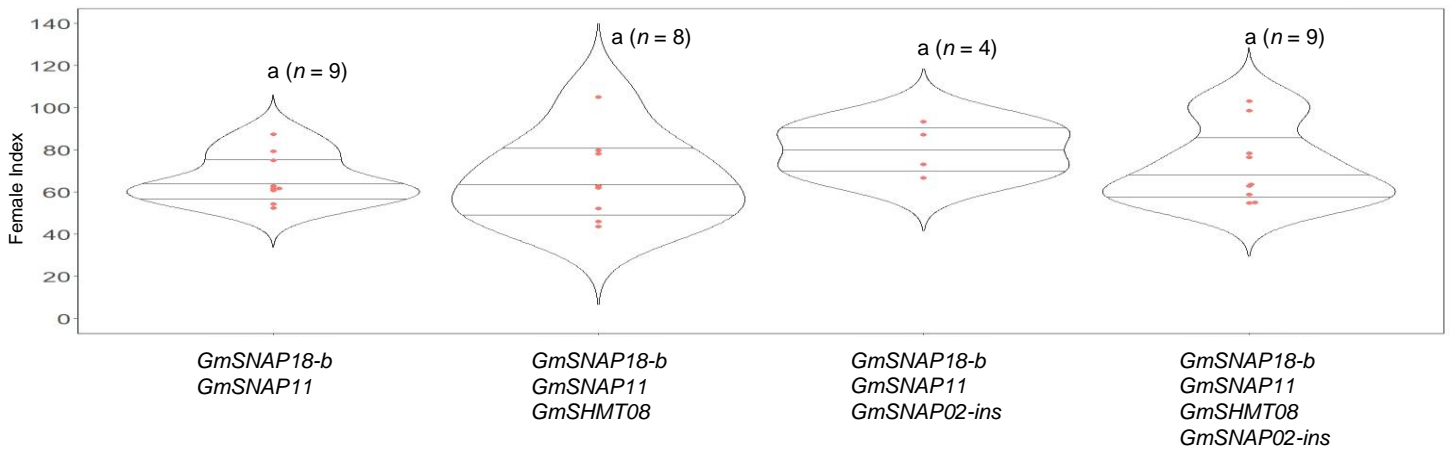 140
120
100
80
60
40
20
0
Female Index
a (n = 9)
a (n = 8)
a (n = 4)
a (n = 9)
GmSNAP18-b
GmSNAP11
GmSNAP18-b
GmSNAP11
GmSHMT08
GmSNAP18-b
GmSNAP11
GmSNAP02-ins
GmSNAP18-b
GmSNAP11
GmSHMT08
GmSNAP02-ins